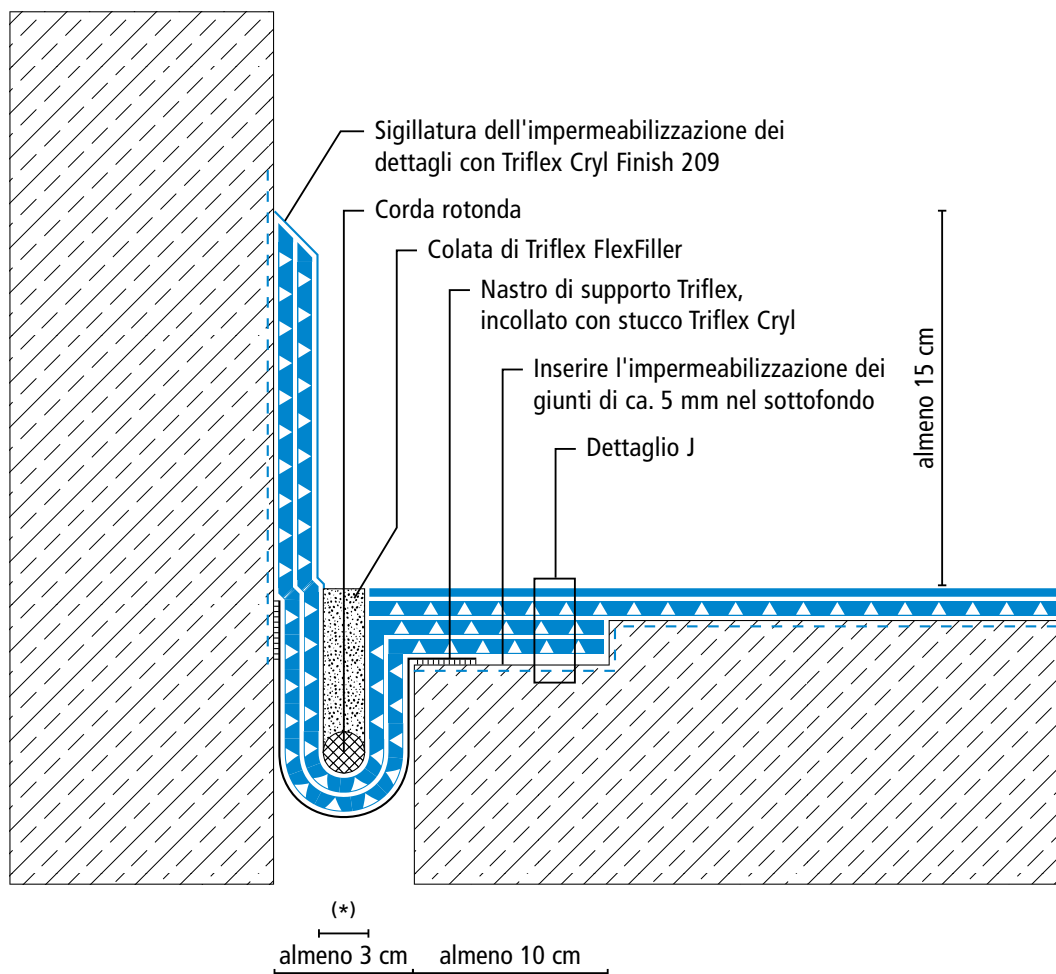 Sigillatura dell'impermeabilizzazione dei
dettagli con Triflex Cryl Finish 209
Corda rotonda
Colata di Triflex FlexFiller
Nastro di supporto Triflex,
incollato con stucco Triflex Cryl
Inserire l'impermeabilizzazione dei
giunti di ca. 5 mm nel sottofondo
Dettaglio J
almeno 15 cm
(*)
almeno 3 cm
almeno 10 cm